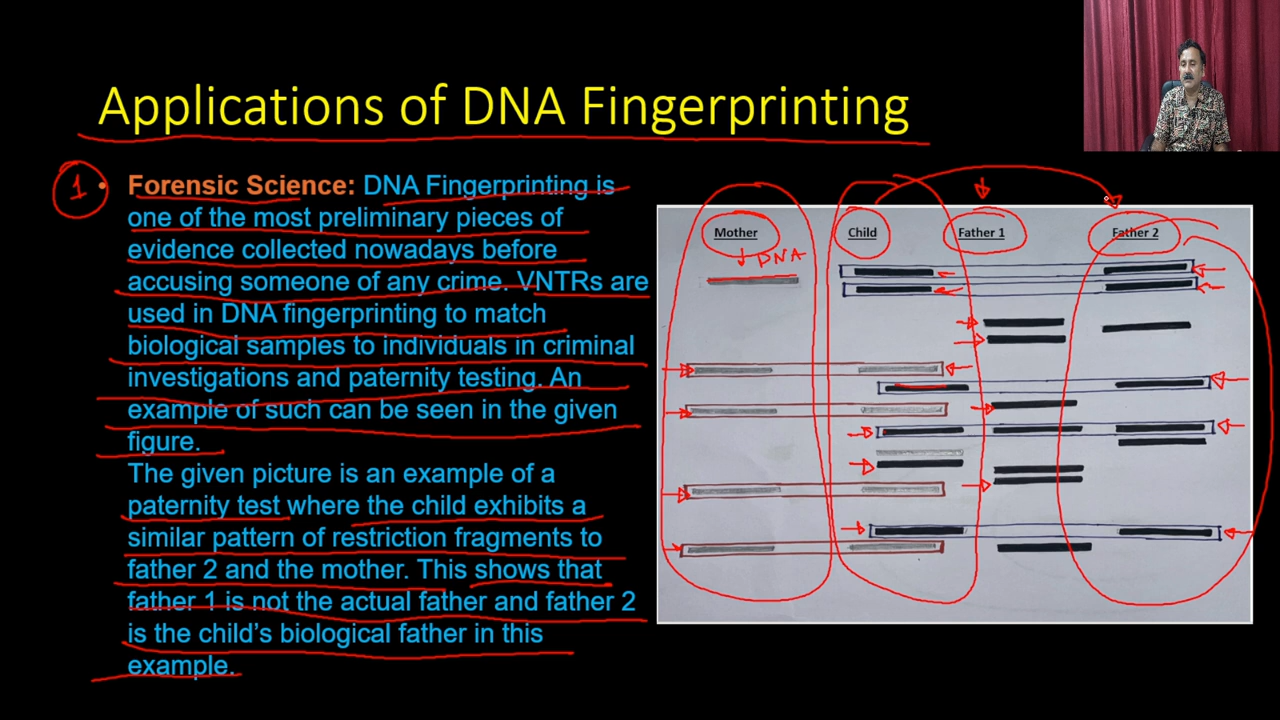 Applications of DNA Fingerprinting
1
• Forensic Science: DNA Fingerprinting is
one of the most preliminary pieces of
evidence collected nowadays before
accusing someone of any crime. VNTRs are
used in DNA fingerprinting to match
biological samples to individuals in criminal
investigations and paternity testing. An
example of such can be seen in the given
figure.
The given picture is an example of a
paternity test where the child exhibits a
similar pattern of restriction fragments to
father 2 and the mother. This shows that
father 1 is not the actual father and father 2
is the child’s biological father in this
example.
Mother Child Father 1 Father 2
DNA